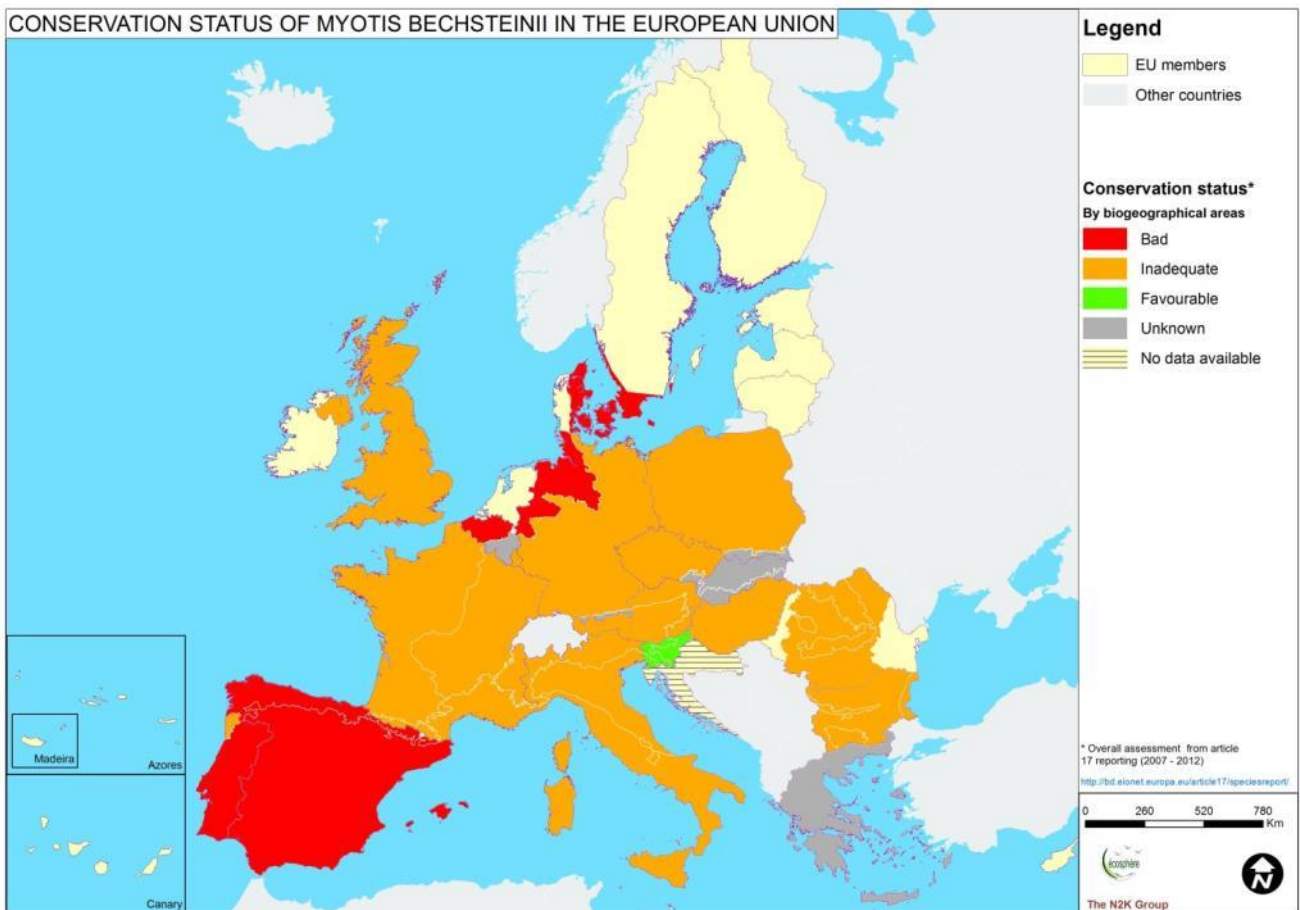 CONSERVATION STATUS OF MYOTIS BECHSTEINII IN THE EUROPEAN UNION
Legend
EU members
Other countries
Conservation status*
By biogeographical areas
Bad
Inadequate
Favourable
Unknown
No data available
Madeira
Azores
Canary
* Overall assessment from article
17 reporting (2007 - 2012)
http://bd.eionet.europa.eu/article17/speciesreport/
0 260 520 780
Km
écosphère
N
The N2K Group